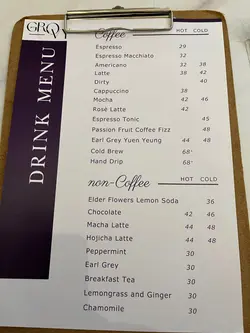 GRO
DRINK MENU
Coffee HOT COLD
Espresso 29
Espresso Macchiato 32
Americano 32 38
Latte 38 42
Dirty 40
Cappuccino 38
Mocha 42 46
Rosé Latte 42
Espresso Tonic 45
Passion Fruit Coffee Fizz 48
Earl Grey Yuen Yeung 44 48
Cold Brew 68+
Hand Drip 68+
non-Coffee HOT COLD
Elder Flowers Lemon Soda 36
Chocolate 42 46
Macha Latte 44 48
Hojicha Latte 44 48
Peppermint 30
Earl Grey 30
Breakfast Tea 30
Lemongrass and Ginger 30
Chamomile 30